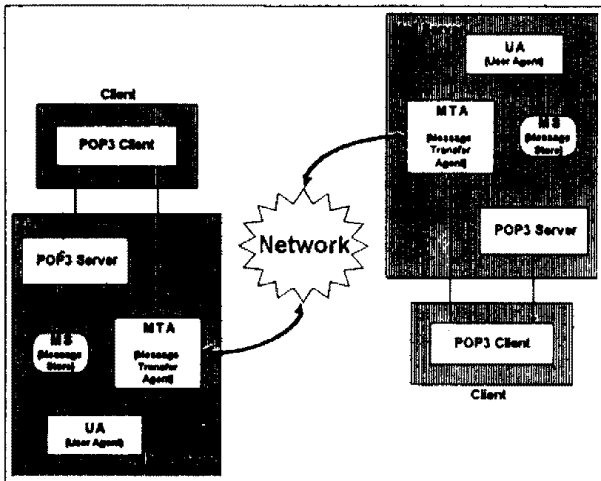 Client
POP3 Client
POP3 Server
MS
[Message
Store]
MTA
[Message
Transfer
Agent]
UA
[User Agent]
Network
UA
[User Agent]
MTA
[Message
Transfer
Agent]
MS
[Message
Store]
POP3 Server
POP3 Client
Client